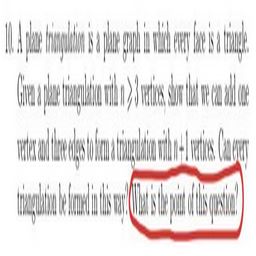 10. A plane triangulation is a plane graph in which every face is a triangle.
Given a plane triangulation with n ⩾ 3 vertices, show that we can add one
vertex and three edges to form a triangulation with n + 1 vertices. Can every
triangulation be formed in this way? What is the point of this question?